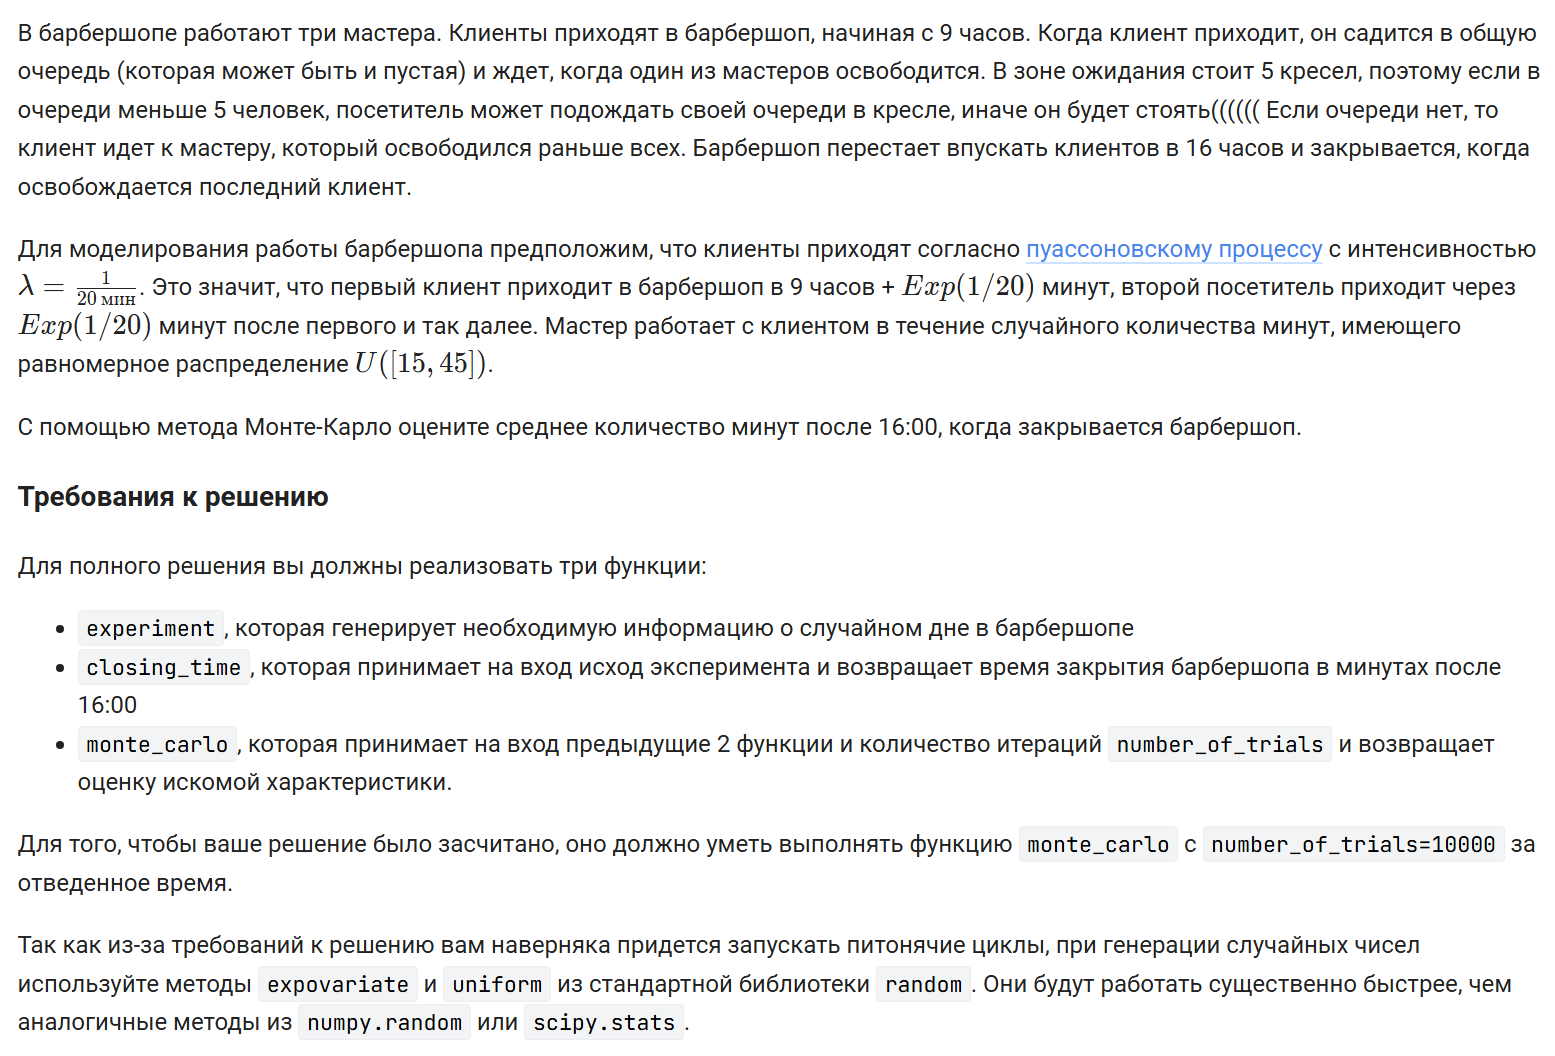 В барбершопе работают три мастера. Клиенты приходят в барбершоп, начиная с 9 часов. Когда клиент приходит, он садится в общую
очередь (которая может быть и пустая) и ждет, когда один из мастеров освободится. В зоне ожидания стоит 5 кресел, поэтому если в
очереди меньше 5 человек, посетитель может подождать своей очереди в кресле, иначе он будет стоять(((((( Если очереди нет, то
клиент идет к мастеру, который освободился раньше всех. Барбершоп перестает впускать клиентов в 16 часов и закрывается, когда
освобождается последний клиент.
Для моделирования работы барбершопа предположим, что клиенты приходят согласно пуассоновскому процессу с интенсивностью
λ = 1/(20 мин). Это значит, что первый клиент приходит в барбершоп в 9 часов + Exp(1/20) минут, второй посетитель приходит через
Exp(1/20) минут после первого и так далее. Мастер работает с клиентом в течение случайного количества минут, имеющего
равномерное распределение U([15, 45]).
С помощью метода Монте-Карло оцените среднее количество минут после 16:00, когда закрывается барбершоп.
Требования к решению
Для полного решения вы должны реализовать три функции:
• experiment , которая генерирует необходимую информацию о случайном дне в барбершопе
• closing_time , которая принимает на вход исход эксперимента и возвращает время закрытия барбершопа в минутах после
16:00
• monte_carlo , которая принимает на вход предыдущие 2 функции и количество итераций number_of_trials и возвращает
оценку искомой характеристики.
Для того, чтобы ваше решение было засчитано, оно должно уметь выполнять функцию monte_carlo с number_of_trials=10000 за
отведенное время.
Так как из-за требований к решению вам наверняка придется запускать питонячие циклы, при генерации случайных чисел
используйте методы expovariate и uniform из стандартной библиотеки random . Они будут работать существенно быстрее, чем
аналогичные методы из numpy.random или scipy.stats .